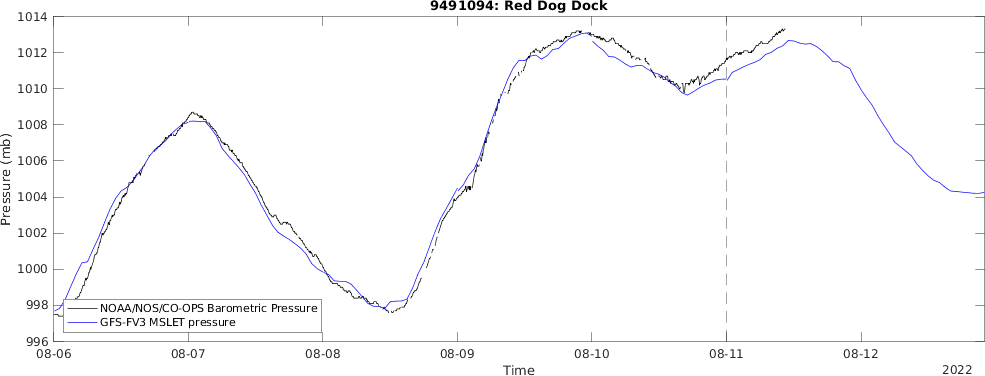 9491094: Red Dog Dock
1014
1012
1010
1008
1006
1004
1002
1000
998
996
Pressure (mb)
NOAA/NOS/CO-OPS Barometric Pressure
GFS-FV3 MSLET pressure
08-06 08-07 08-08 08-09 08-10 08-11 08-12
Time
2022